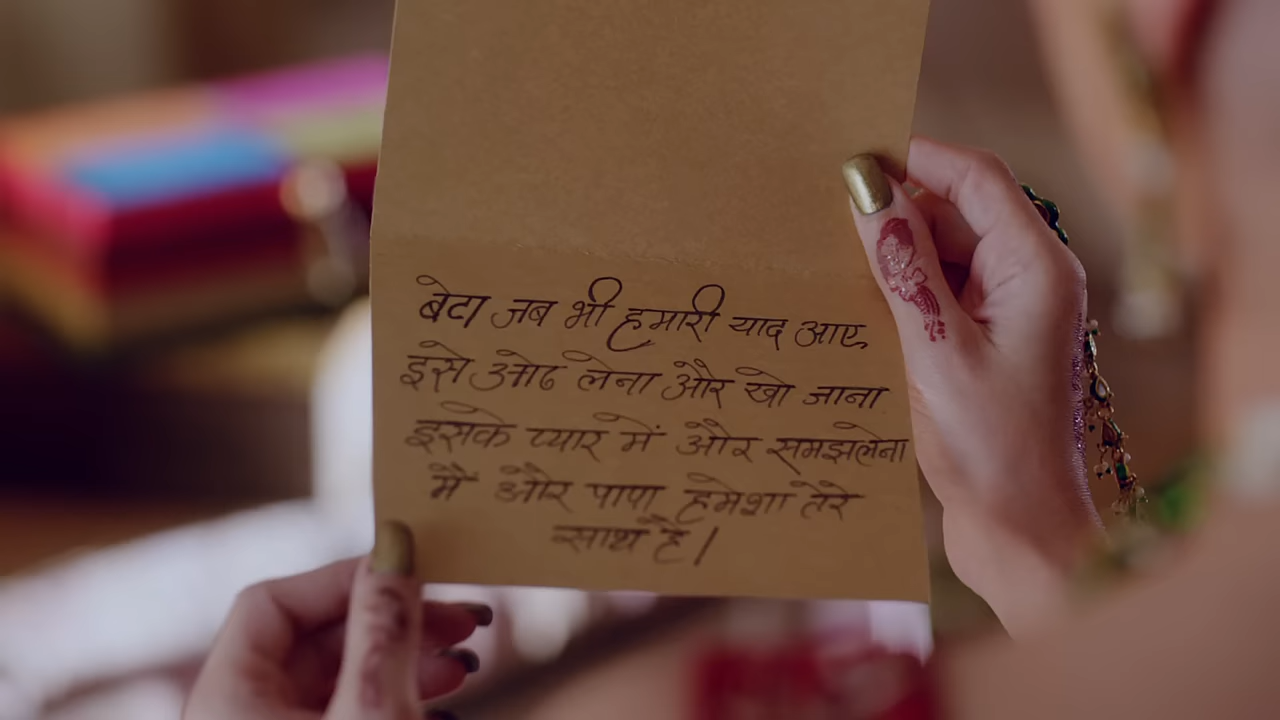 बेटा जब भी हमारी याद आए
इसे ओढ लेना और खो जाना
इसके प्यार में और समझलेना
मैं और पापा हमेशा तेरे
साथ है।